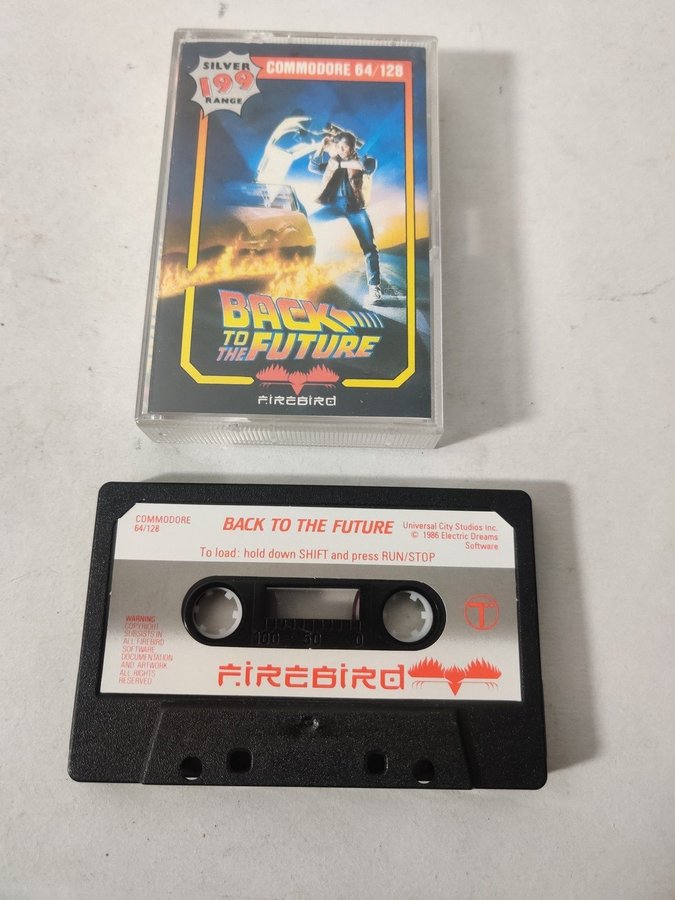 SILVER
199
RANGE
COMMODORE 64/128
BACK
TO
THE FUTURE
FIREBIRD
COMMODORE
64/128
BACK TO THE FUTURE
Universal City Studios Inc.
© 1986 Electric Dreams
Software
To load: hold down SHIFT and press RUN/STOP
100 50 0
WARNING
COPYRIGHT
SUBSISTS IN
ALL FIREBIRD
SOFTWARE
DOCUMENTATION
AND ARTWORK
ALL RIGHTS
RESERVED
FIREBIRD